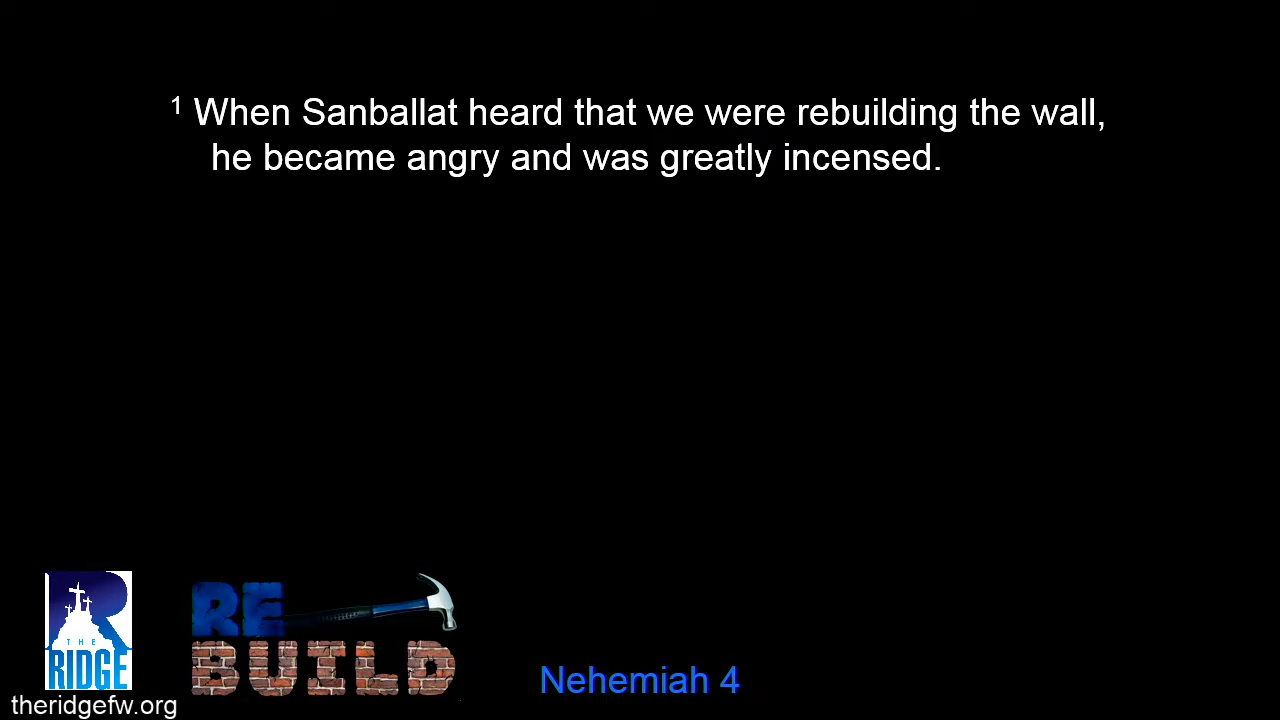 1 When Sanballat heard that we were rebuilding the wall,
he became angry and was greatly incensed.
RE
BUILD
THE
RIDGE
Nehemiah 4
theridgefw.org